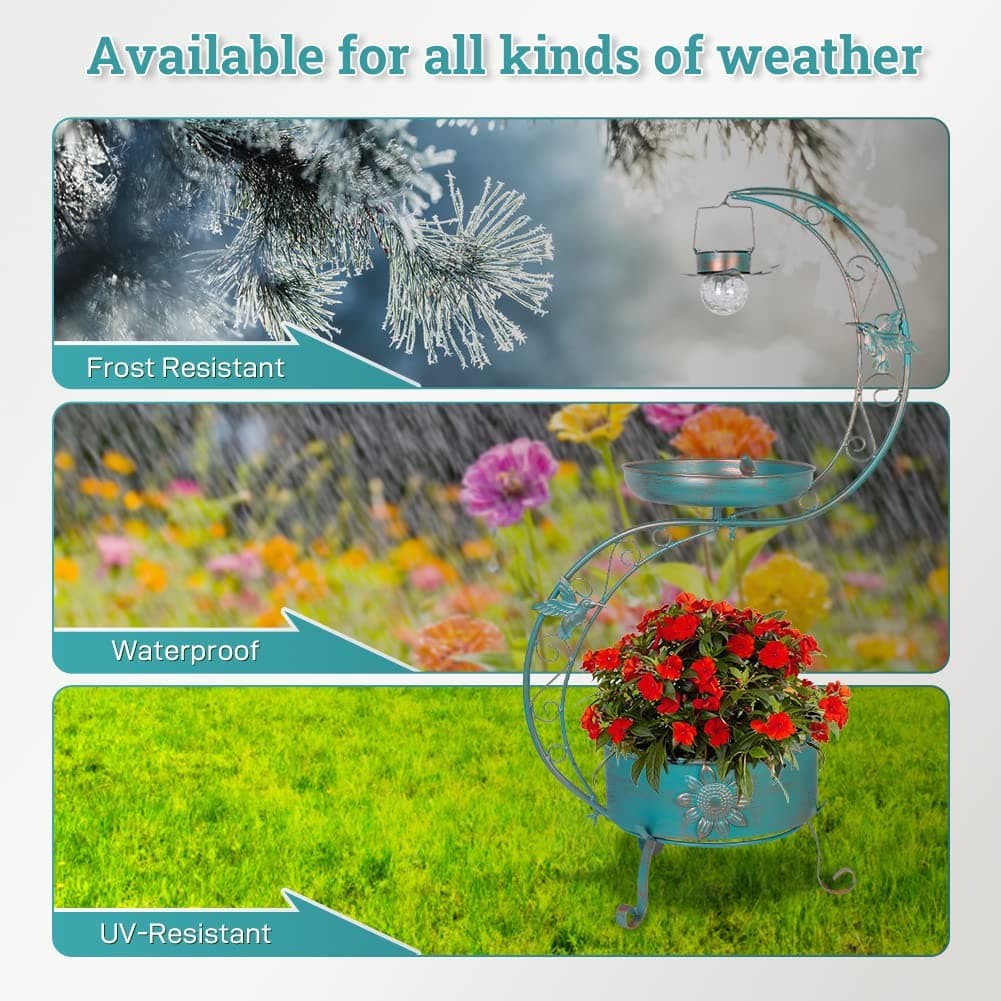 Available for all kinds of weather
Frost Resistant
Waterproof
UV-Resistant